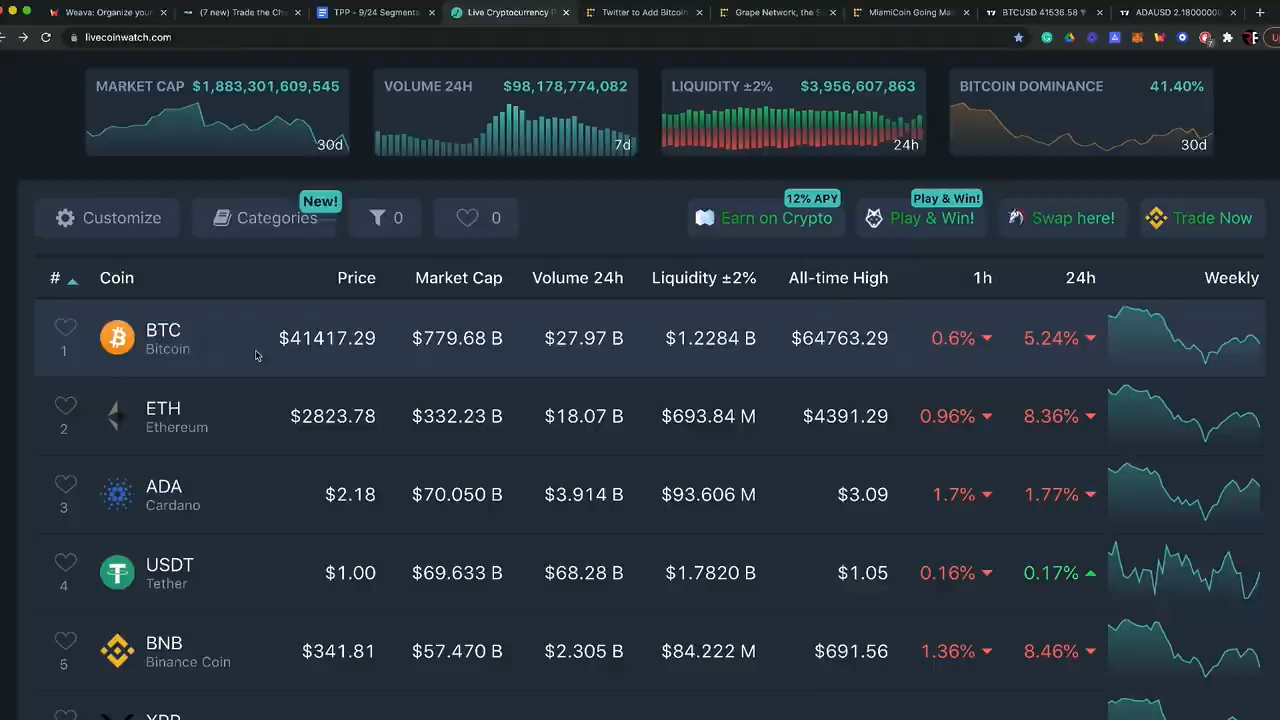 Weava: Organize your
(7 new) Trade the Cha
TPP - 9/24 Segments
Live Cryptocurrency P
Twitter to Add Bitcoin
Grape Network, the S
MiamiCoin Going Mai
BTCUSD 41536.58
ADAUSD 2.18000000
livecoinwatch.com
MARKET CAP $1,883,301,609,545
30d
VOLUME 24H $98,178,774,082
7d
LIQUIDITY ±2% $3,956,607,863
24h
BITCOIN DOMINANCE 41.40%
30d
Customize
Categories
New!
0
0
12% APY
Earn on Crypto
Play & Win!
Play & Win!
Swap here!
Trade Now
# Coin Price Market Cap Volume 24h Liquidity ±2% All-time High 1h 24h Weekly
1 BTC Bitcoin $41417.29 $779.68 B $27.97 B $1.2284 B $64763.29 0.6% 5.24%
2 ETH Ethereum $2823.78 $332.23 B $18.07 B $693.84 M $4391.29 0.96% 8.36%
3 ADA Cardano $2.18 $70.050 B $3.914 B $93.606 M $3.09 1.7% 1.77%
4 USDT Tether $1.00 $69.633 B $68.28 B $1.7820 B $1.05 0.16% 0.17%
5 BNB Binance Coin $341.81 $57.470 B $2.305 B $84.222 M $691.56 1.36% 8.46%
XRP